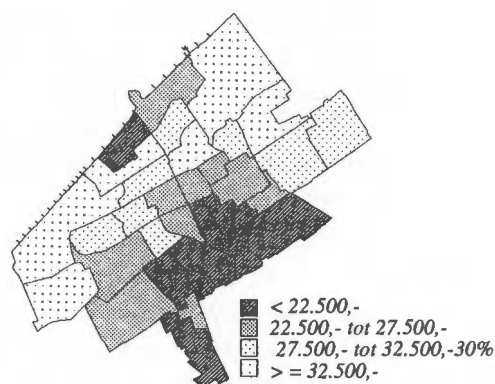 < 22.500,-
22.500,- tot 27.500,-
27.500,- tot 32.500,-30%
> = 32.500,-